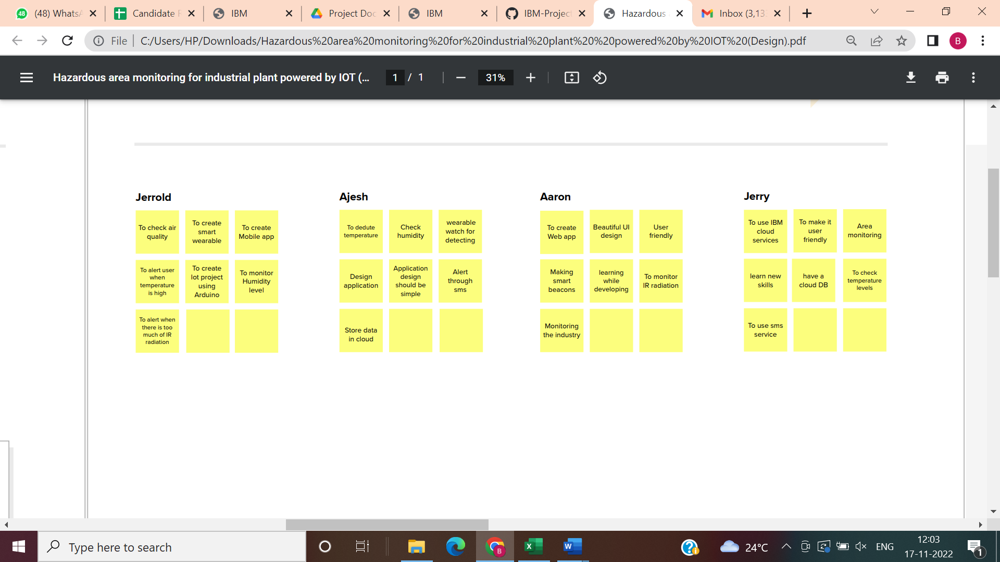 (48) WhatsA
Candidate F
IBM
Project Doc
IBM
IBM-Project
Hazardous
Inbox (3,13
File
C:/Users/HP/Downloads/Hazardous%20area%20monitoring%20for%20industrial%20plant%20%20powered%20by%20IOT%20(Design).pdf
B
Hazardous area monitoring for industrial plant powered by IOT (...
1 / 1
31%
Jerrold
To check air
quality
To create
smart
wearable
To create
Mobile app
To alert user
when
temperature
is high
To create
Iot project
using
Arduino
To monitor
Humidity
level
To alert when
there is too
much of IR
radiation
Ajesh
To dedute
temperature
Check
humidity
wearable
watch for
detecting
Design
application
Application
design
should be
simple
Alert
through
sms
Store data
in cloud
Aaron
To create
Web app
Beautiful UI
design
User
friendly
Making
smart
beacons
learning
while
developing
To monitor
IR radiation
Monitoring
the industry
Jerry
To use IBM
cloud
services
To make it
user
friendly
Area
monitoring
learn new
skills
have a
cloud DB
To check
temperature
levels
To use sms
service
Type here to search
24°C
ENG
12:03
17-11-2022
1